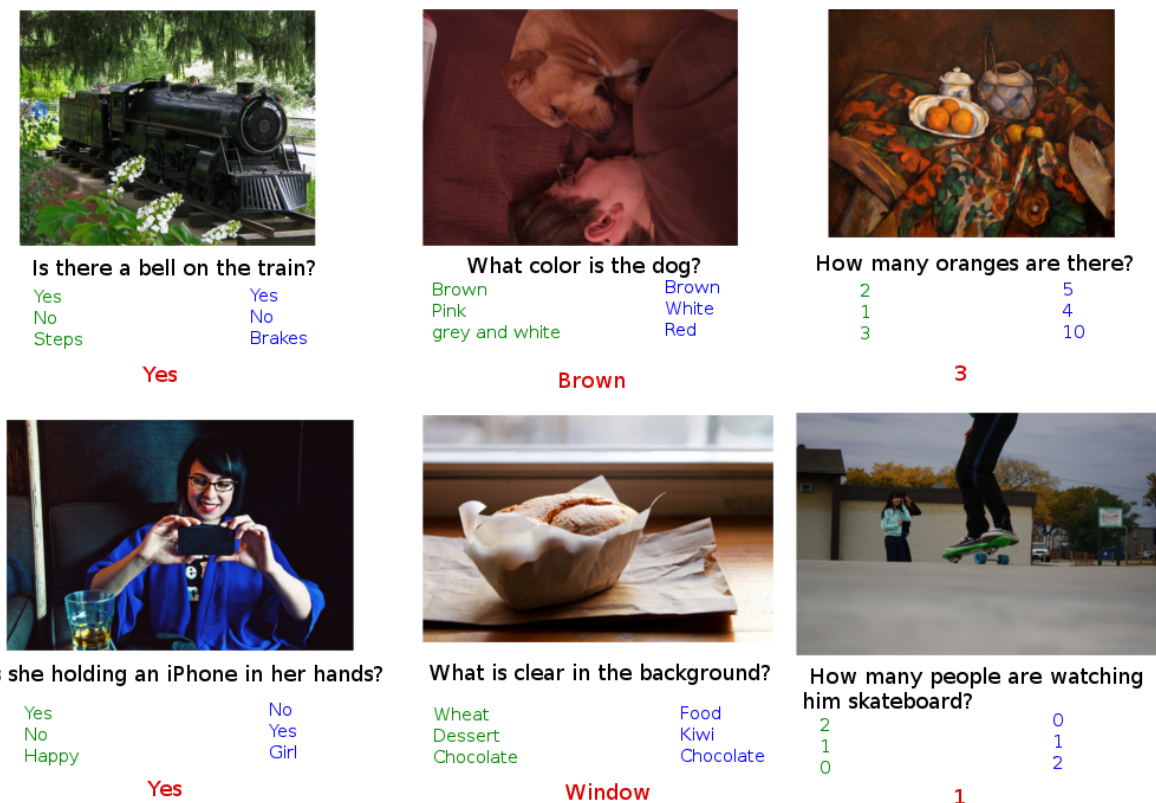 Is there a bell on the train?
Yes
No
Steps
Yes
No
Brakes
Yes
What color is the dog?
Brown
Pink
grey and white
Brown
White
Red
Brown
How many oranges are there?
2
1
3
5
4
10
3
s she holding an iPhone in her hands?
Yes
No
Happy
No
Yes
Girl
Yes
What is clear in the background?
Wheat
Dessert
Chocolate
Food
Kiwi
Chocolate
Window
How many people are watching
him skateboard?
2
1
0
0
1
2
1